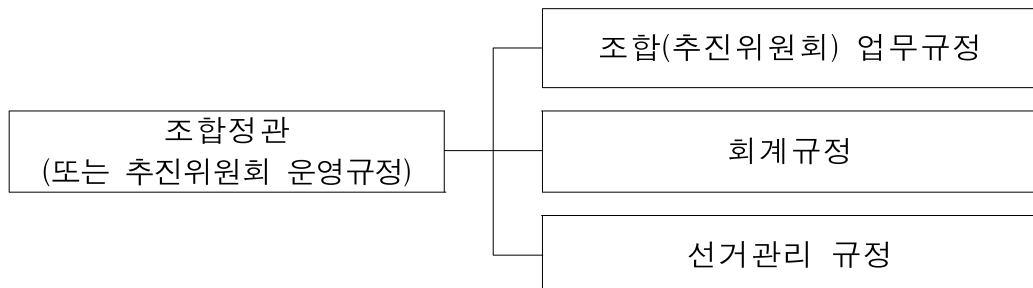 조합(추진위원회) 업무규정
조합정관
(또는 추진위원회 운영규정)
회계규정
선거관리 규정